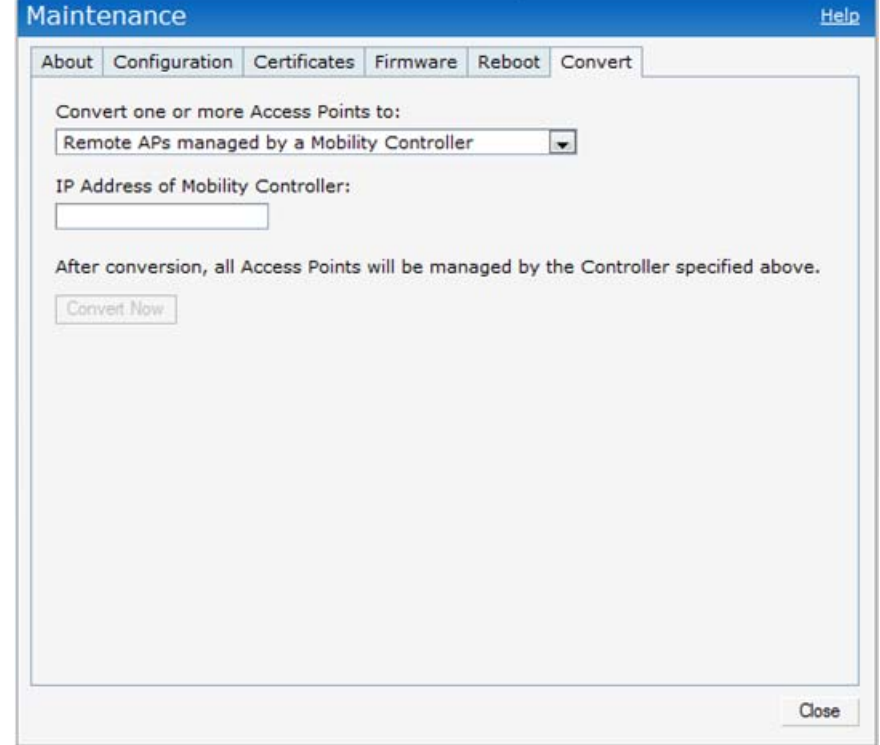 Maintenance Help
About Configuration Certificates Firmware Reboot Convert
Convert one or more Access Points to:
Remote APs managed by a Mobility Controller
IP Address of Mobility Controller:
After conversion, all Access Points will be managed by the Controller specified above.
Convert Now
Close